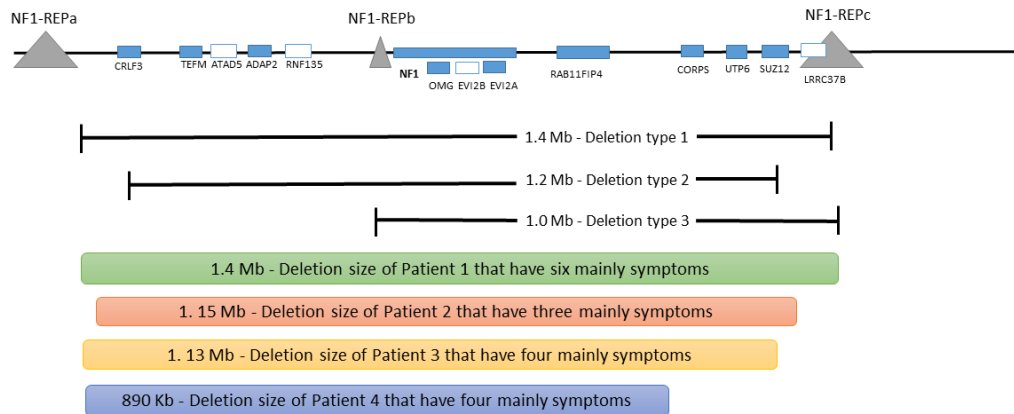 NF1-REPa NF1-REPb NF1-REPc
CRLF3 TEFM ATAD5 ADAP2 RNF135 NF1 RAB11FIP4 CORPS UTP6 SUZ12 LRRC37B
OMG EVI2B EVI2A
1.4 Mb - Deletion type 1
1.2 Mb - Deletion type 2
1.0 Mb - Deletion type 3
1.4 Mb - Deletion size of Patient 1 that have six mainly symptoms
1. 15 Mb - Deletion size of Patient 2 that have three mainly symptoms
1. 13 Mb - Deletion size of Patient 3 that have four mainly symptoms
890 Kb - Deletion size of Patient 4 that have four mainly symptoms